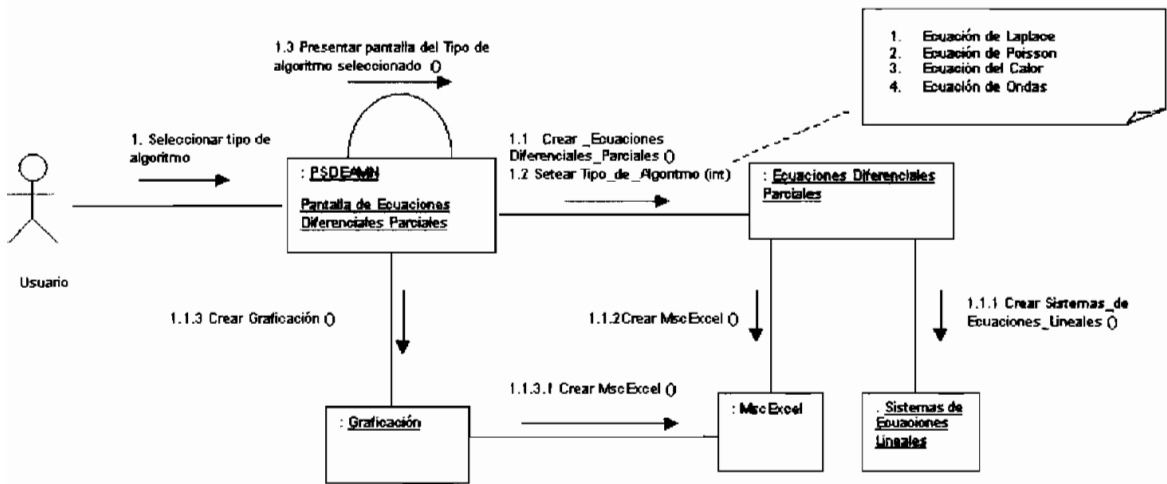 1.3 Presentar pantalla del Tipo de
algoritmo seleccionado ()
1. Ecuación de Laplace
2. Ecuación de Poisson
3. Ecuación del Calor
4. Ecuación de Ondas
1. Seleccionar tipo de
algoritmo
1.1 Crear _Ecuaciones
Diferenciales_Parciales ()
1.2 Setear Tipo_de_Algoritmo (int)
: PSDEAMN
Pantalla de Ecuaciones
Diferenciales Parciales
: Ecuaciones Diferenciales
Parciales
Usuario
1.1.3 Crear Graficación ()
1.1.2Crear MscExcel ()
1.1.1 Crear Sistemas_de
Ecuaciones_Lineales ()
1.1.3.1 Crear MscExcel ()
: Graficación
: MscExcel
: Sistemas de
Ecuaciones
Lineales